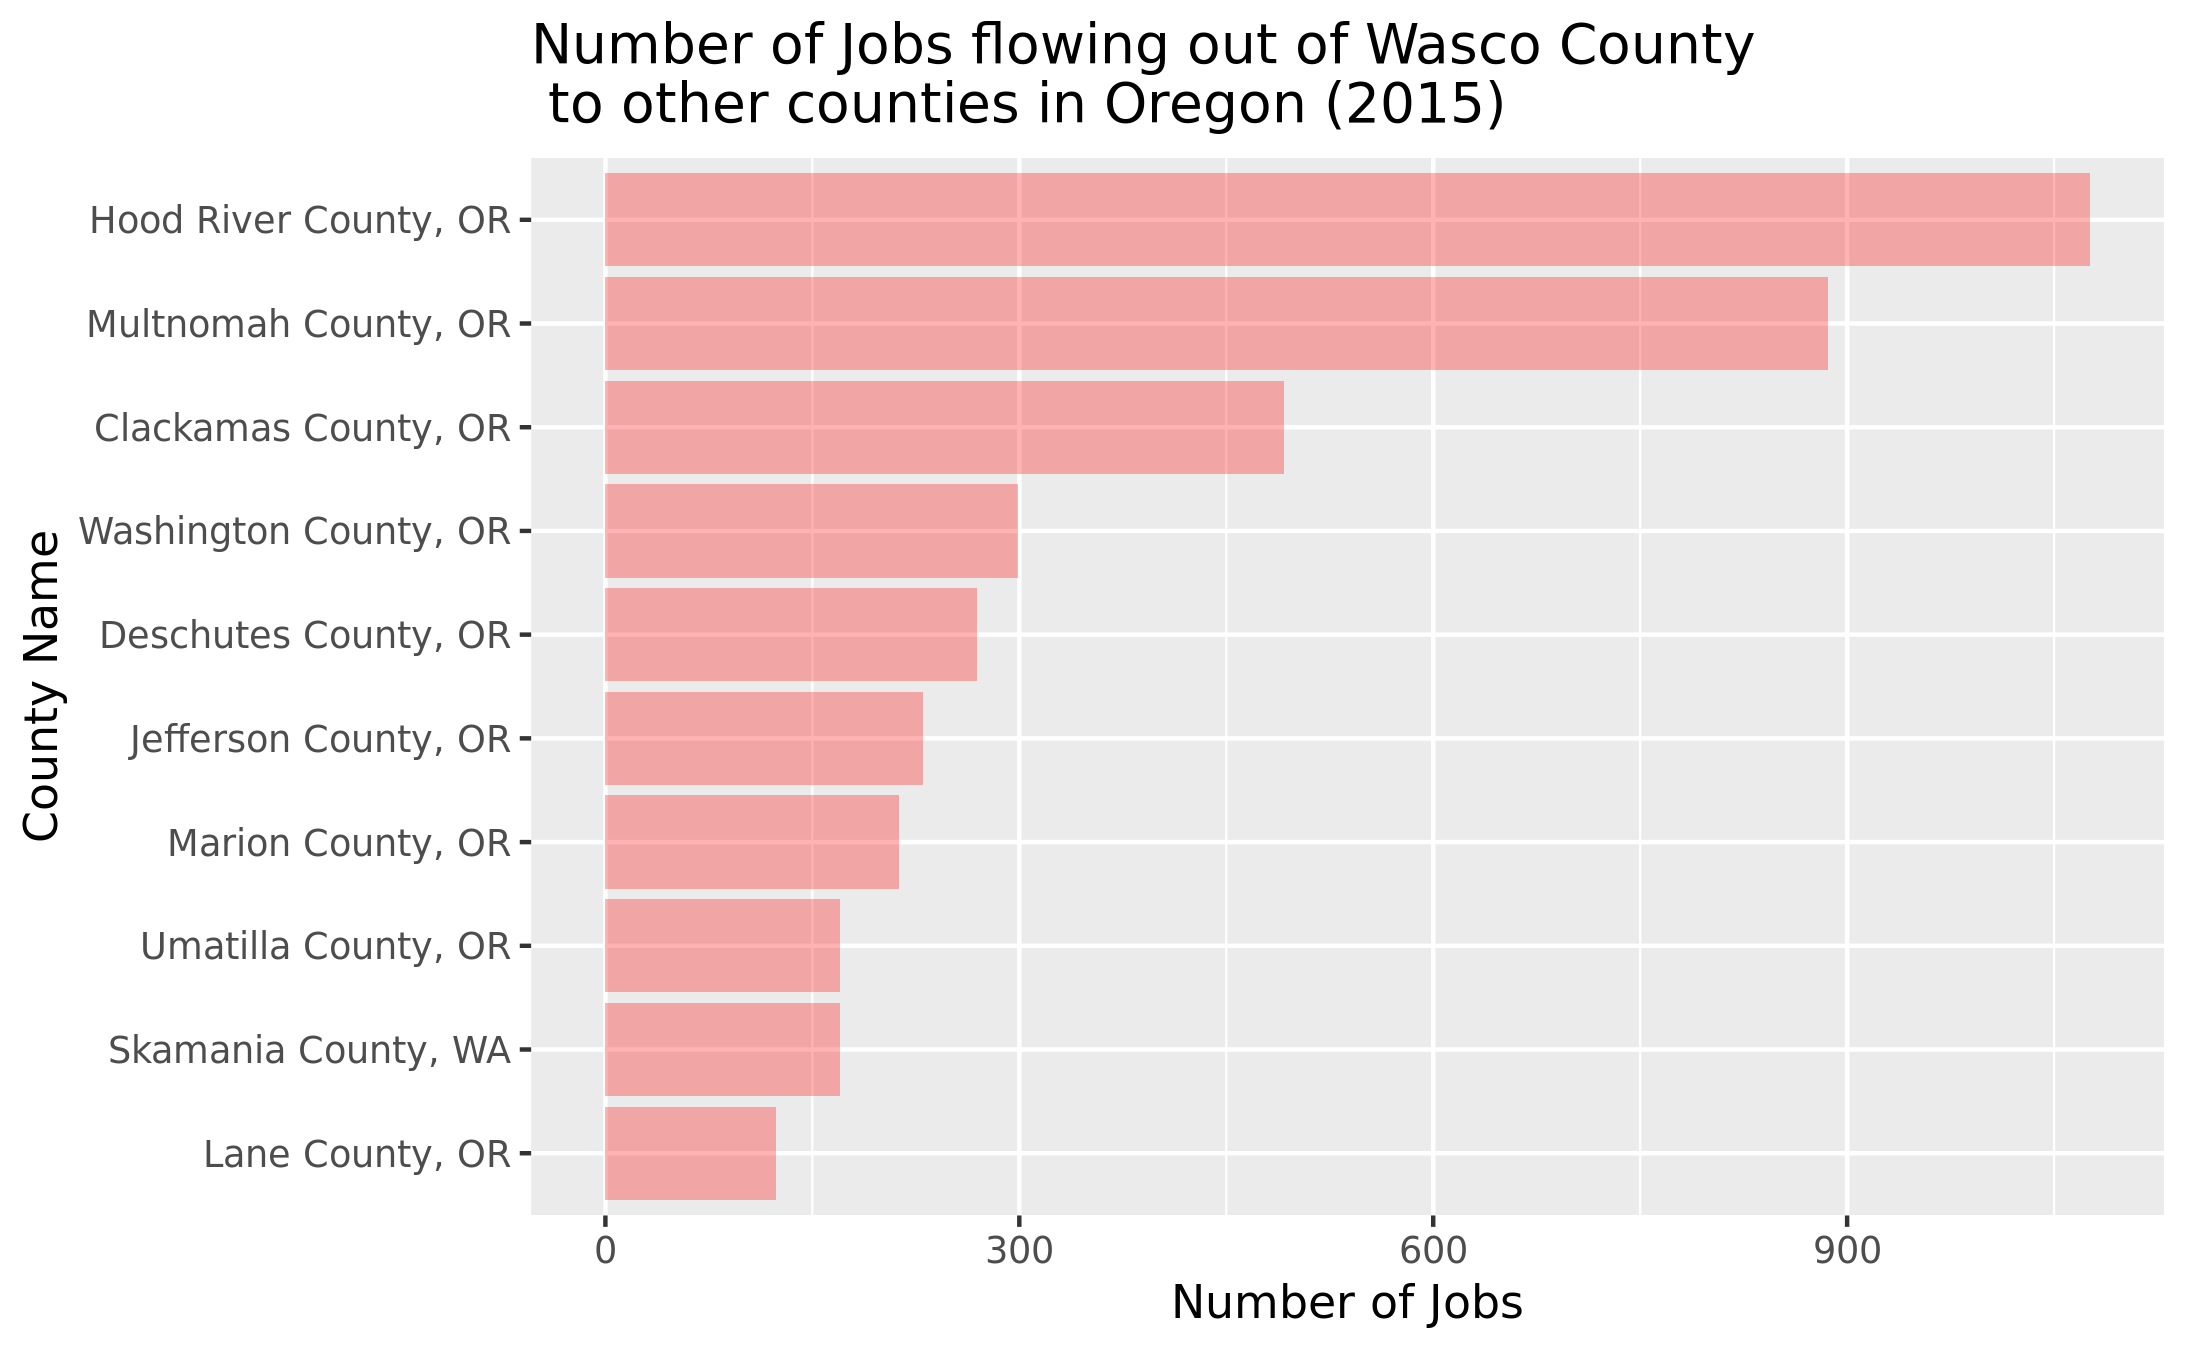 Number of Jobs flowing out of Wasco County
to other counties in Oregon (2015)
County Name
Hood River County, OR
Multnomah County, OR
Clackamas County, OR
Washington County, OR
Deschutes County, OR
Jefferson County, OR
Marion County, OR
Umatilla County, OR
Skamania County, WA
Lane County, OR
0 300 600 900
Number of Jobs